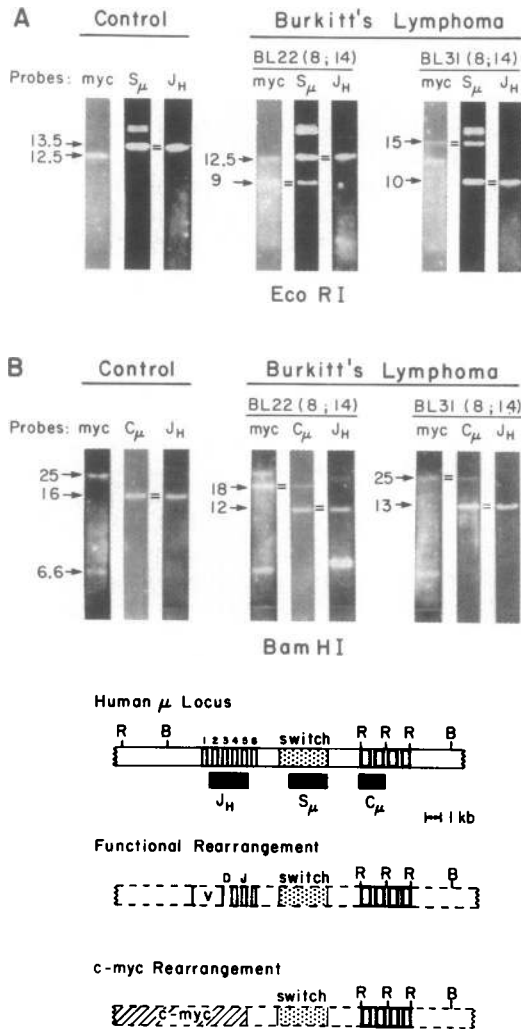 A
Control
Burkitt's Lymphoma
BL22 (8;14)
BL31 (8;14)
Probes: myc Sμ JH
myc Sμ JH
myc Sμ JH
13.5
12.5
=
12.5
9
=
=
15
10
=
=
Eco RI
B
Control
Burkitt's Lymphoma
BL22 (8;14)
BL31 (8;14)
Probes: myc Cμ JH
myc Cμ JH
myc Cμ JH
25
16
6.6
=
18
12
=
=
25
13
=
=
Bam HI
Human μ Locus
R B 1 2 3 4 5 6 switch R R R B
JH Sμ Cμ
1 kb
Functional Rearrangement
V D J switch R R R B
c-myc Rearrangement
c-myc switch R R R B